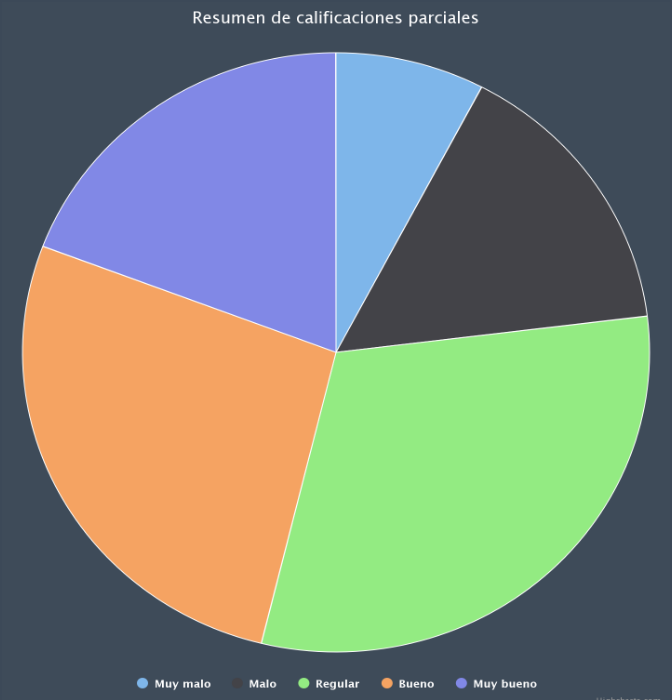 Resumen de calificaciones parciales
Muy malo
Malo
Regular
Bueno
Muy bueno